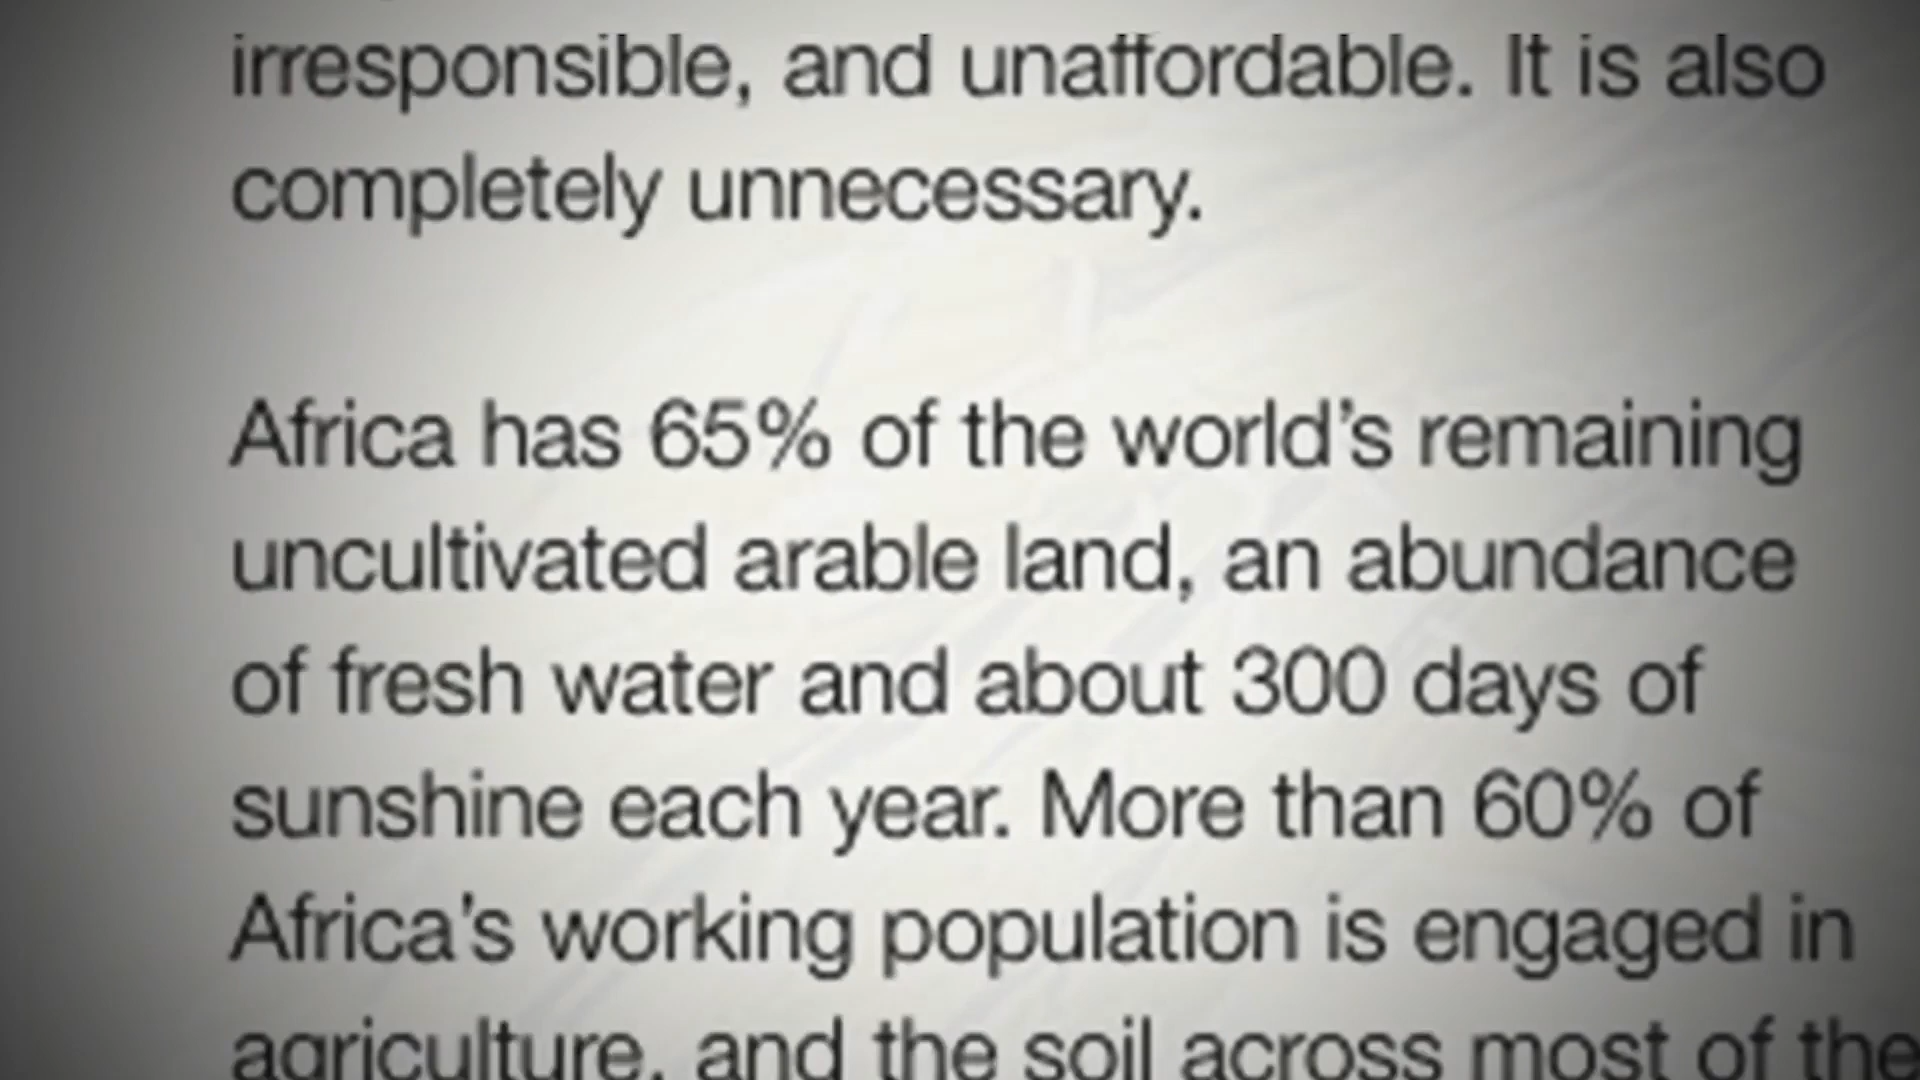 irresponsible, and unaffordable. It is also
completely unnecessary.
Africa has 65% of the world’s remaining
uncultivated arable land, an abundance
of fresh water and about 300 days of
sunshine each year. More than 60% of
Africa’s working population is engaged in
agriculture, and the soil across most of the